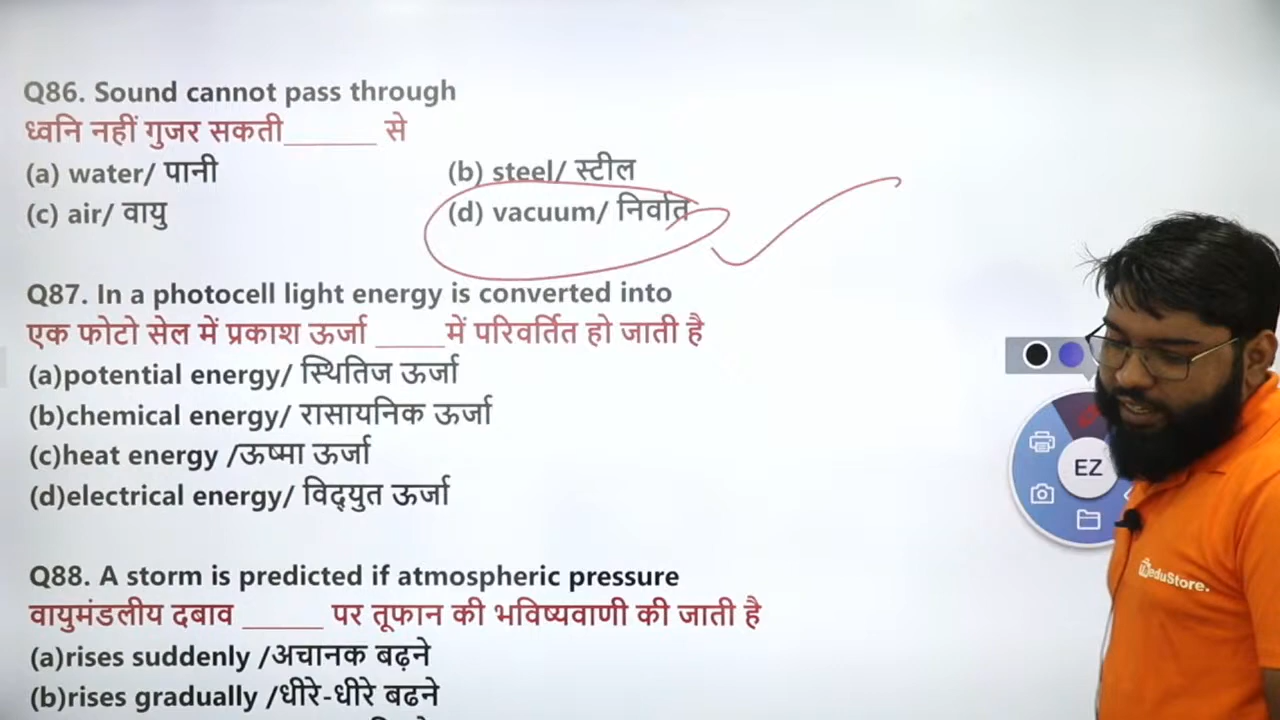 Q86. Sound cannot pass through
ध्वनि नहीं गुजर सकती______ से
(a) water/ पानी
(b) steel/ स्टील
(c) air/ वायु
(d) vacuum/ निर्वात
Q87. In a photocell light energy is converted into
एक फोटो सेल में प्रकाश ऊर्जा _____में परिवर्तित हो जाती है
(a)potential energy/ स्थितिज ऊर्जा
(b)chemical energy/ रासायनिक ऊर्जा
(c)heat energy /ऊष्मा ऊर्जा
(d)electrical energy/ विद्युत ऊर्जा
EZ
eduStore.
Q88. A storm is predicted if atmospheric pressure
वायुमंडलीय दबाव ______ पर तूफान की भविष्यवाणी की जाती है
(a)rises suddenly /अचानक बढ़ने
(b)rises gradually /धीरे-धीरे बढने